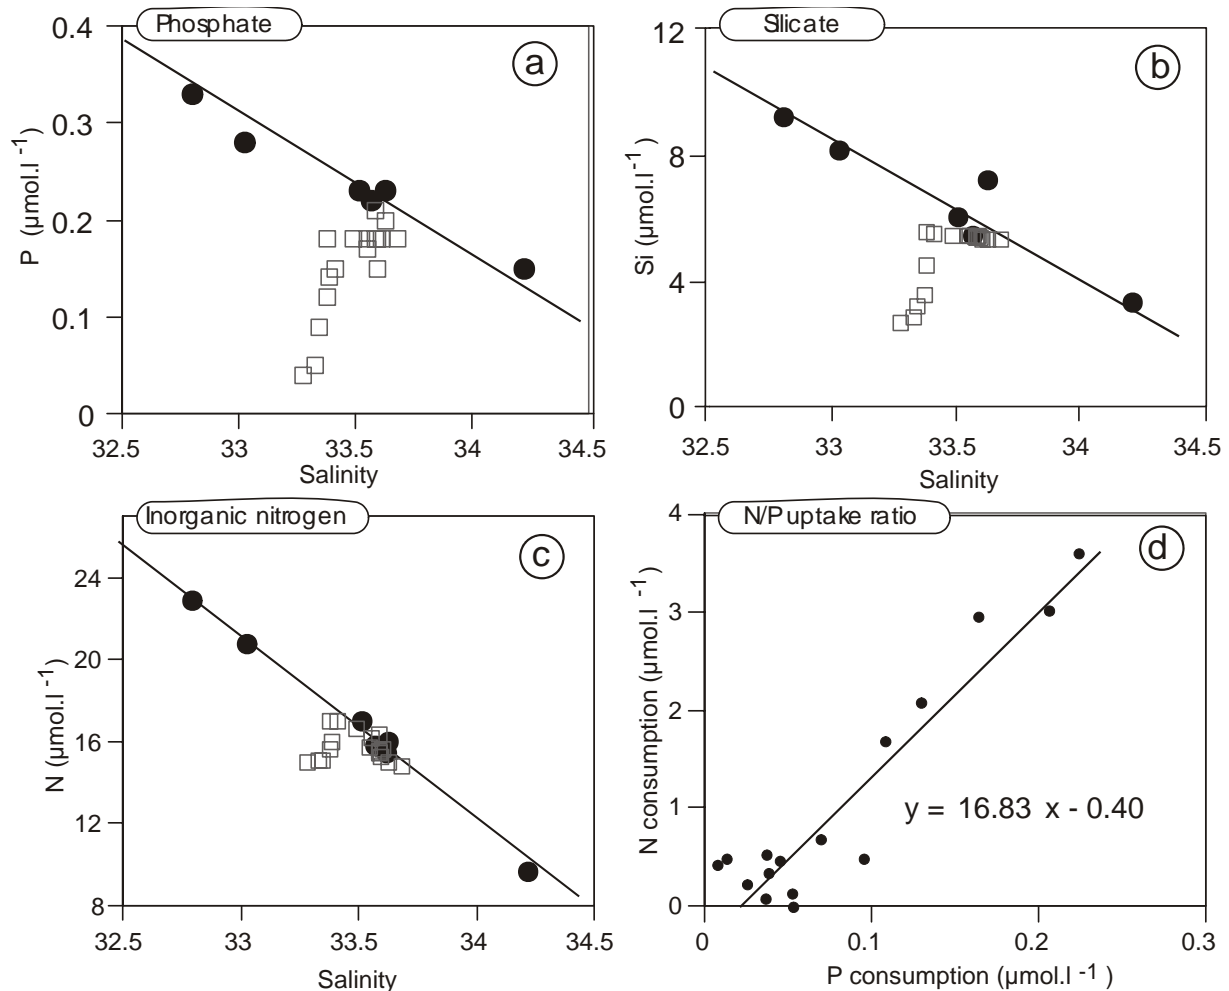 Phosphate
a
0.4
0.3
0.2
0.1
0
P (µmol.l -1)
32.5 33 33.5 34 34.5
Salinity
Silicate
b
12
8
4
0
Si (µmol.l -1)
32.5 33 33.5 34 34.5
Salinity
Inorganic nitrogen
c
24
20
16
12
8
N (µmol.l -1)
32.5 33 33.5 34 34.5
Salinity
N/P uptake ratio
d
4
3
2
1
0
N consumption (µmol.l -1)
y = 16.83 x - 0.40
0 0.1 0.2 0.3
P consumption (µmol.l -1)